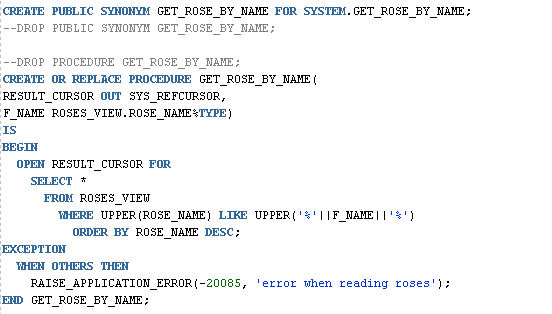 CREATE PUBLIC SYNONYM GET_ROSE_BY_NAME FOR SYSTEM.GET_ROSE_BY_NAME;
--DROP PUBLIC SYNONYM GET_ROSE_BY_NAME;
--DROP PROCEDURE GET_ROSE_BY_NAME;
CREATE OR REPLACE PROCEDURE GET_ROSE_BY_NAME(
RESULT_CURSOR OUT SYS_REFCURSOR,
F_NAME ROSES_VIEW.ROSE_NAME%TYPE)
IS
BEGIN
OPEN RESULT_CURSOR FOR
SELECT *
FROM ROSES_VIEW
WHERE UPPER(ROSE_NAME) LIKE UPPER('%'||F_NAME||'%')
ORDER BY ROSE_NAME DESC;
EXCEPTION
WHEN OTHERS THEN
RAISE_APPLICATION_ERROR(-20085, 'error when reading roses');
END GET_ROSE_BY_NAME;